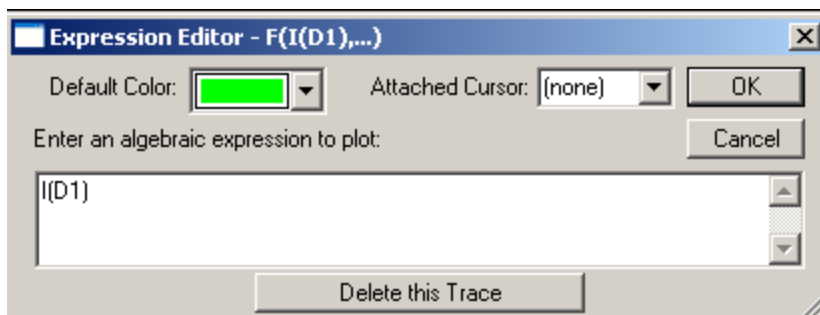 Expression Editor - F(I(D1),...)
Default Color: Attached Cursor: (none) OK
Enter an algebraic expression to plot: Cancel
I(D1)
Delete this Trace